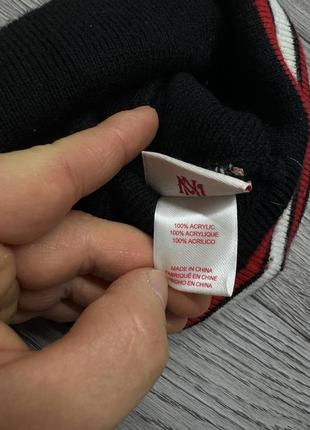 100% ACRYLIC
100% ACRYLIQUE
100% ACRILICO
MADE IN CHINA
FABRIQUÉ EN CHINE
HECHO EN CHINA